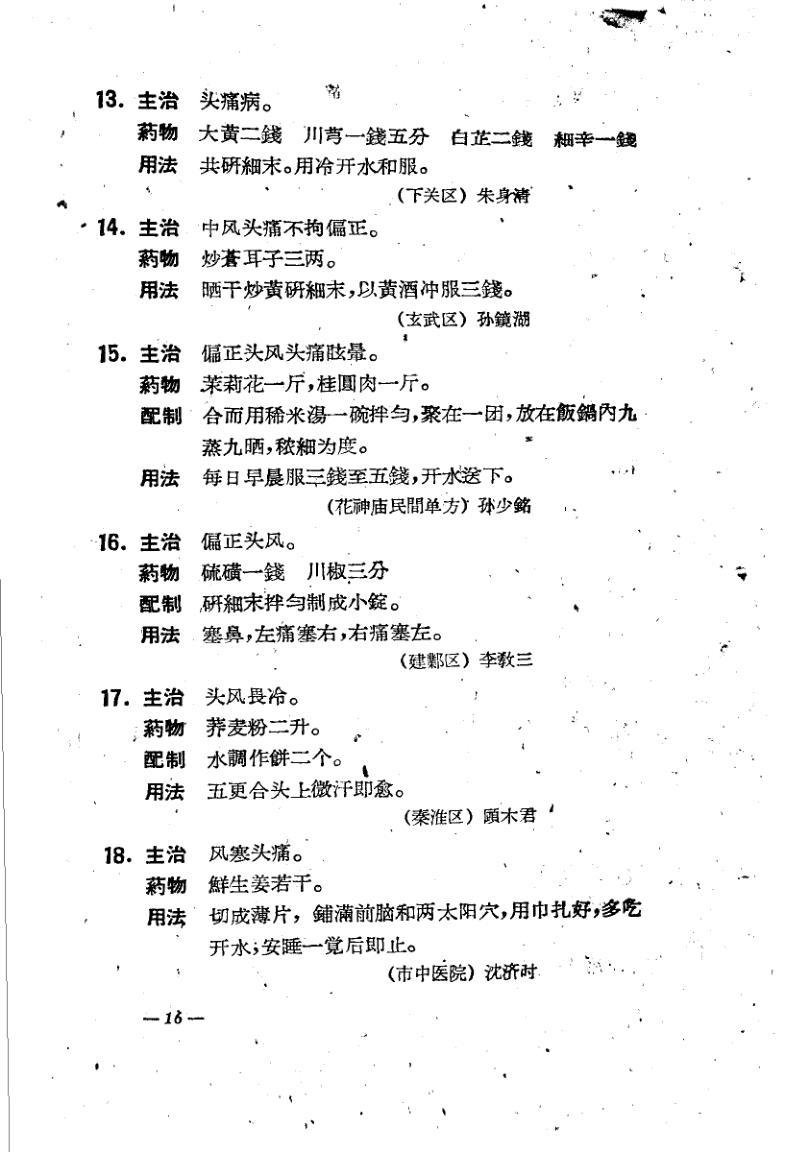 13. 主治 头痛病。
葯物 大黄二錢 川芎一錢五分 白芷二錢 細辛一錢
用法 共研細末。用冷开水和服。
(下关区) 朱身清
14. 主治 中风头痛不拘偏正。
葯物 炒蒼耳子三两。
用法 晒干炒黄研細末,以黄酒冲服三錢。
(玄武区) 孙鏡湖
15. 主治 偏正头风头痛眩暈。
葯物 茉莉花一斤,桂圓肉一斤。
配制 合而用稀米湯一碗拌勻,聚在一团,放在飯鍋內九
蒸九晒,秾細为度。
用法 每日早晨服三錢至五錢,开水送下。
(花神庙民間单方) 孙少銘
16. 主治 偏正头风。
葯物 硫磺一錢 川椒三分
配制 研細末拌勻制成小錠。
用法 塞鼻,左痛塞右,右痛塞左。
(建鄴区) 李敎三
17. 主治 头风畏冷。
葯物 荞麦粉二升。
配制 水調作餅二个。
用法 五更合头上微汗即愈。
(秦淮区) 顾木君
18. 主治 风寒头痛。
葯物 鮮生姜若干。
用法 切成薄片，鋪滿前脑和两太阳穴,用巾扎好,多吃
开水;安睡一覚后即止。
(市中医院) 沈济时
—16—